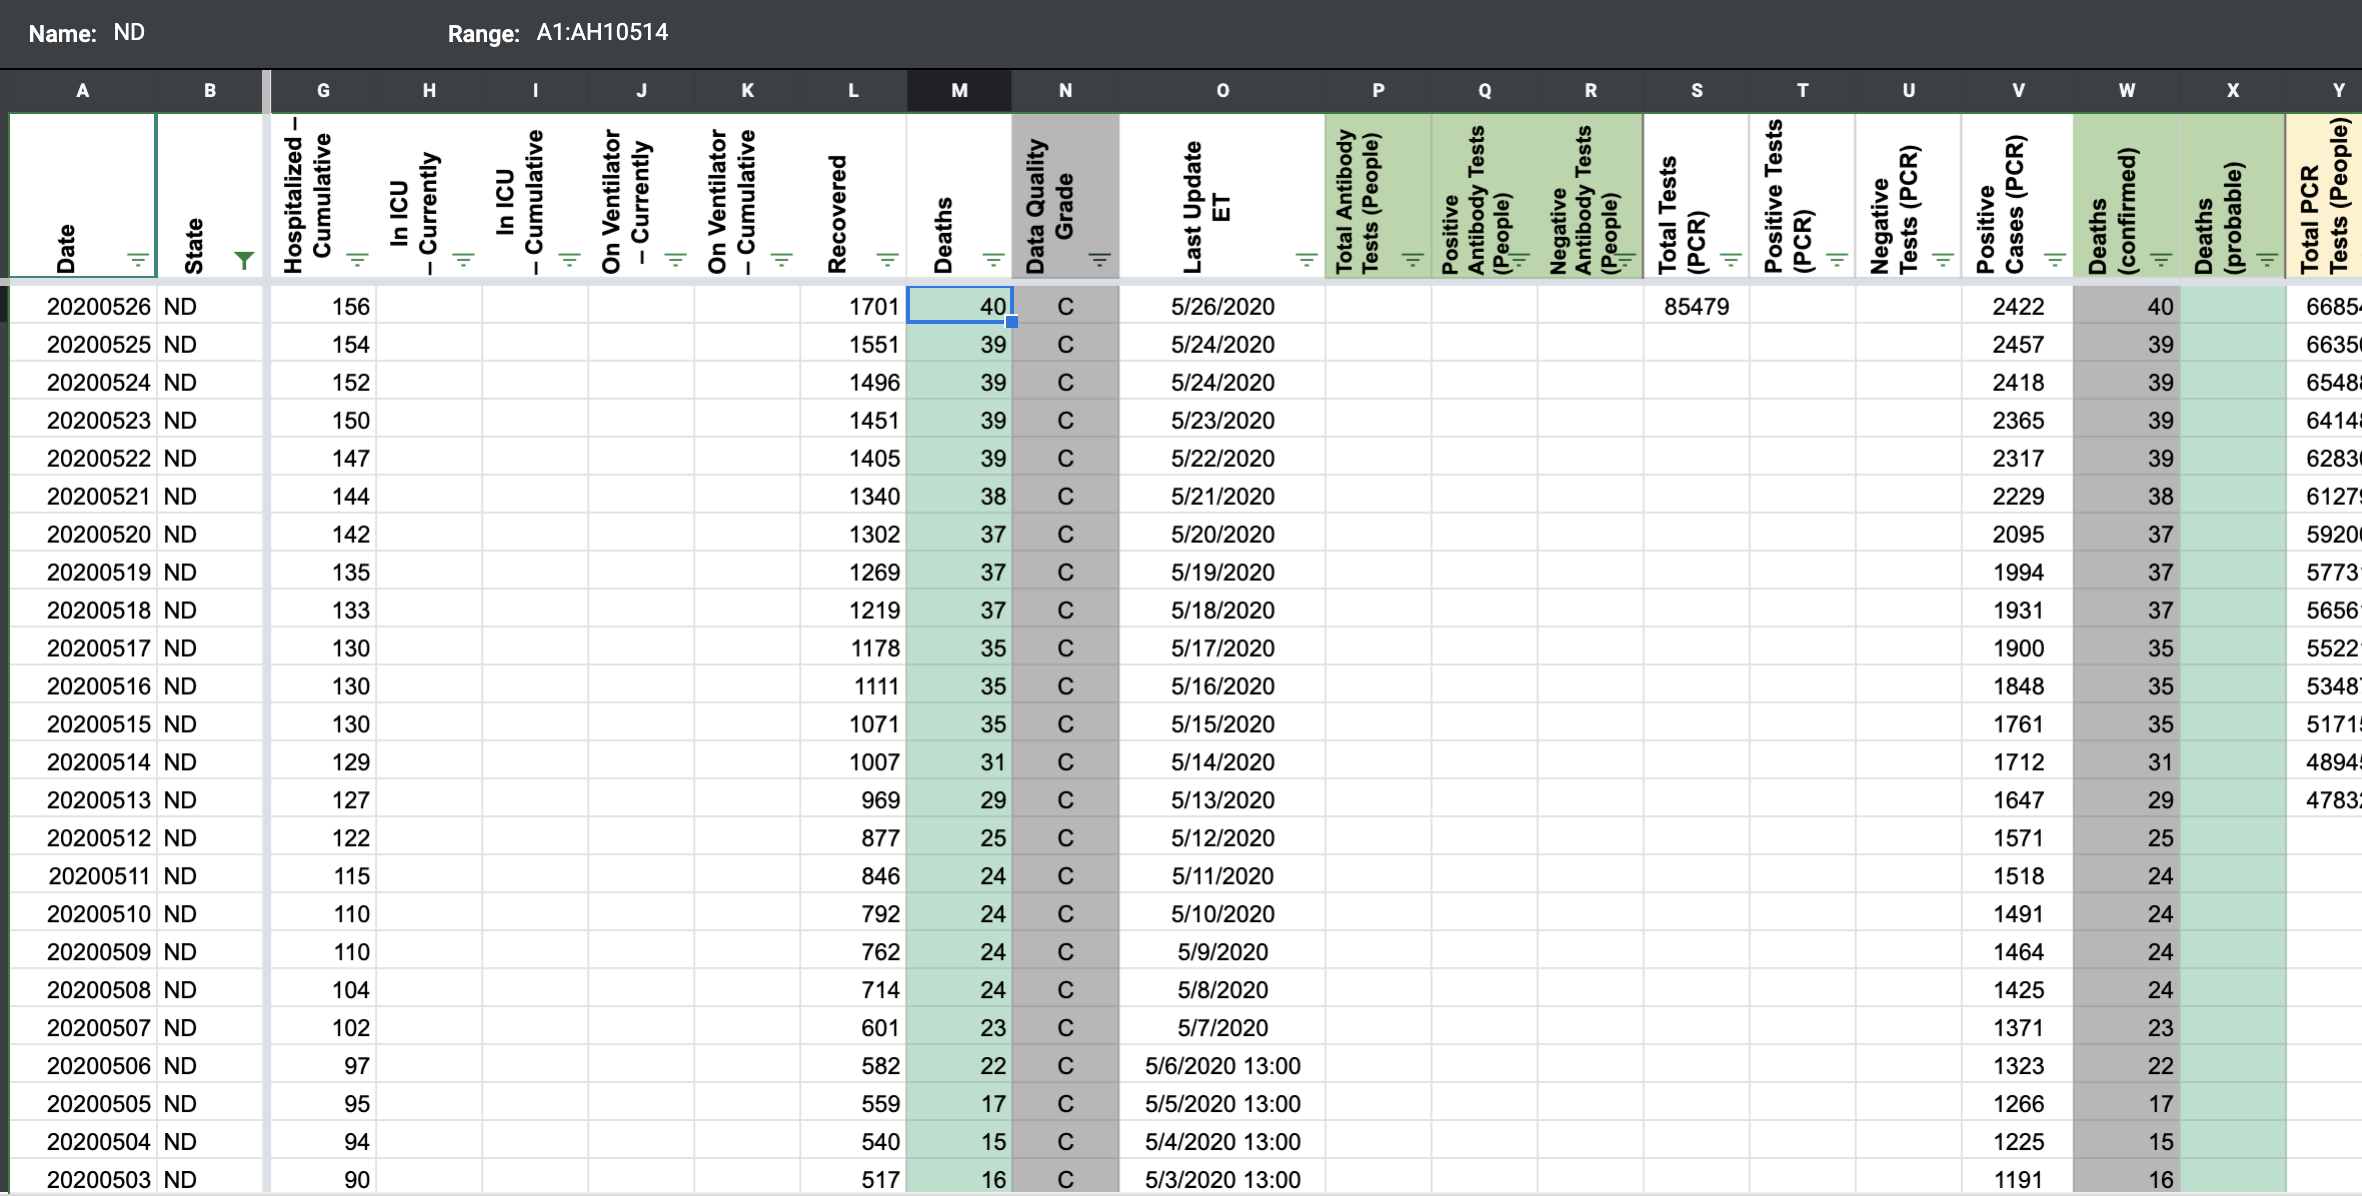 Name: ND Range: A1:AH10514
A B G H I J K L M N O P Q R S T U V W X Y
Date State Hospitalized – Cumulative In ICU – Currently In ICU – Cumulative On Ventilator – Currently On Ventilator – Cumulative Recovered Deaths Data Quality Grade Last Update ET Total Antibody Tests (People) Positive Antibody Tests (People) Negative Antibody Tests (People) Total Tests (PCR) Positive Tests (PCR) Negative Tests (PCR) Positive Cases (PCR) Deaths (confirmed) Deaths (probable) Total PCR Tests (People)
20200526 ND 156 1701 40 C 5/26/2020 85479 2422 40 6685
20200525 ND 154 1551 39 C 5/24/2020 2457 39 6635
20200524 ND 152 1496 39 C 5/24/2020 2418 39 6548
20200523 ND 150 1451 39 C 5/23/2020 2365 39 6414
20200522 ND 147 1405 39 C 5/22/2020 2317 39 6283
20200521 ND 144 1340 38 C 5/21/2020 2229 38 6127
20200520 ND 142 1302 37 C 5/20/2020 2095 37 5920
20200519 ND 135 1269 37 C 5/19/2020 1994 37 5773
20200518 ND 133 1219 37 C 5/18/2020 1931 37 5656
20200517 ND 130 1178 35 C 5/17/2020 1900 35 5522
20200516 ND 130 1111 35 C 5/16/2020 1848 35 5348
20200515 ND 130 1071 35 C 5/15/2020 1761 35 5171
20200514 ND 129 1007 31 C 5/14/2020 1712 31 4894
20200513 ND 127 969 29 C 5/13/2020 1647 29 4783
20200512 ND 122 877 25 C 5/12/2020 1571 25
20200511 ND 115 846 24 C 5/11/2020 1518 24
20200510 ND 110 792 24 C 5/10/2020 1491 24
20200509 ND 110 762 24 C 5/9/2020 1464 24
20200508 ND 104 714 24 C 5/8/2020 1425 24
20200507 ND 102 601 23 C 5/7/2020 1371 23
20200506 ND 97 582 22 C 5/6/2020 13:00 1323 22
20200505 ND 95 559 17 C 5/5/2020 13:00 1266 17
20200504 ND 94 540 15 C 5/4/2020 13:00 1225 15
20200503 ND 90 517 16 C 5/3/2020 13:00 1191 16